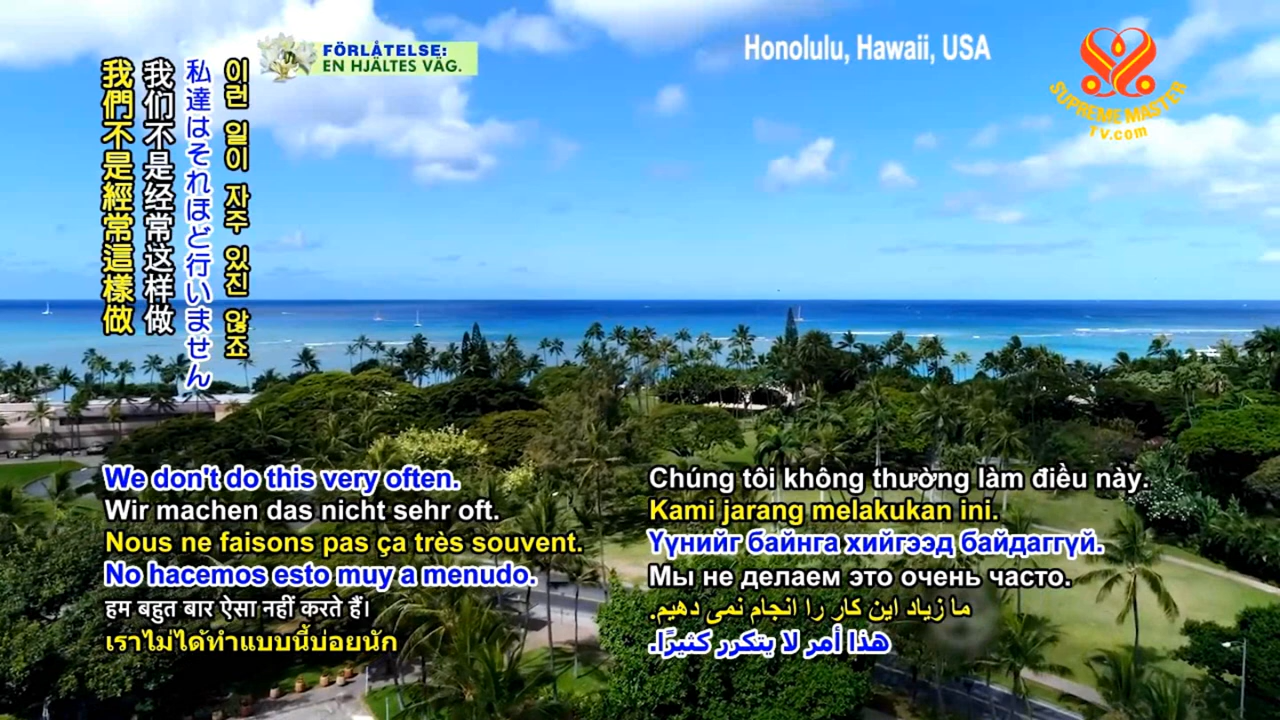 FÖRLÅTELSE:
EN HJÄLTES VÄG.
Honolulu, Hawaii, USA
SUPREME MASTER
TV.com
이런 일이 자주 있진 않죠
私達はそれほど行いません
我们不是经常这样做
我們不是經常這樣做
We don't do this very often.
Wir machen das nicht sehr oft.
Nous ne faisons pas ça très souvent.
No hacemos esto muy a menudo.
हम बहुत बार ऐसा नहीं करते हैं।
เราไม่ได้ทำแบบนี้บ่อยนัก
Chúng tôi không thường làm điều này.
Kami jarang melakukan ini.
Үүнийг байнга хийгээд байдаггүй.
Мы не делаем это очень часто.
ما زیاد این کار را انجام نمی دهیم.
هذا أمر لا يتكرر كثيرًا.